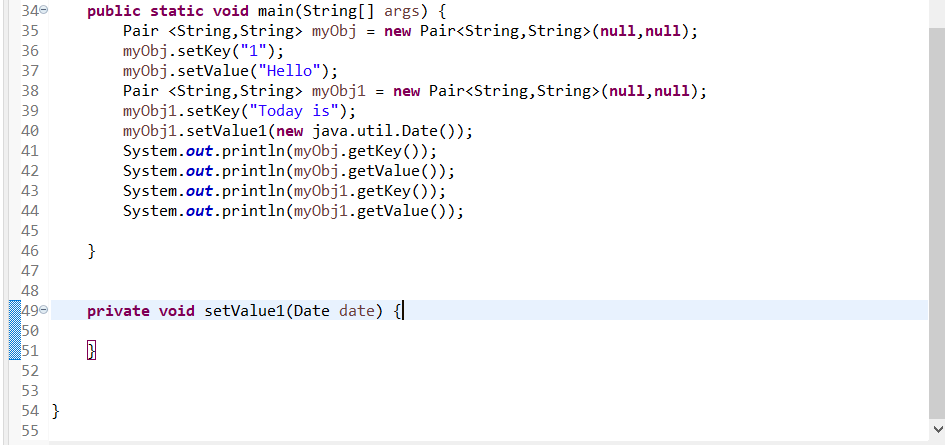 34 public static void main(String[] args) {
35 Pair <String,String> myObj = new Pair<String,String>(null,null);
36 myObj.setKey("1");
37 myObj.setValue("Hello");
38 Pair <String,String> myObj1 = new Pair<String,String>(null,null);
39 myObj1.setKey("Today is");
40 myObj1.setValue1(new java.util.Date());
41 System.out.println(myObj.getKey());
42 System.out.println(myObj.getValue());
43 System.out.println(myObj1.getKey());
44 System.out.println(myObj1.getValue());
45
46 }
47
48
49 private void setValue1(Date date) {
50
51 }
52
53
54 }
55